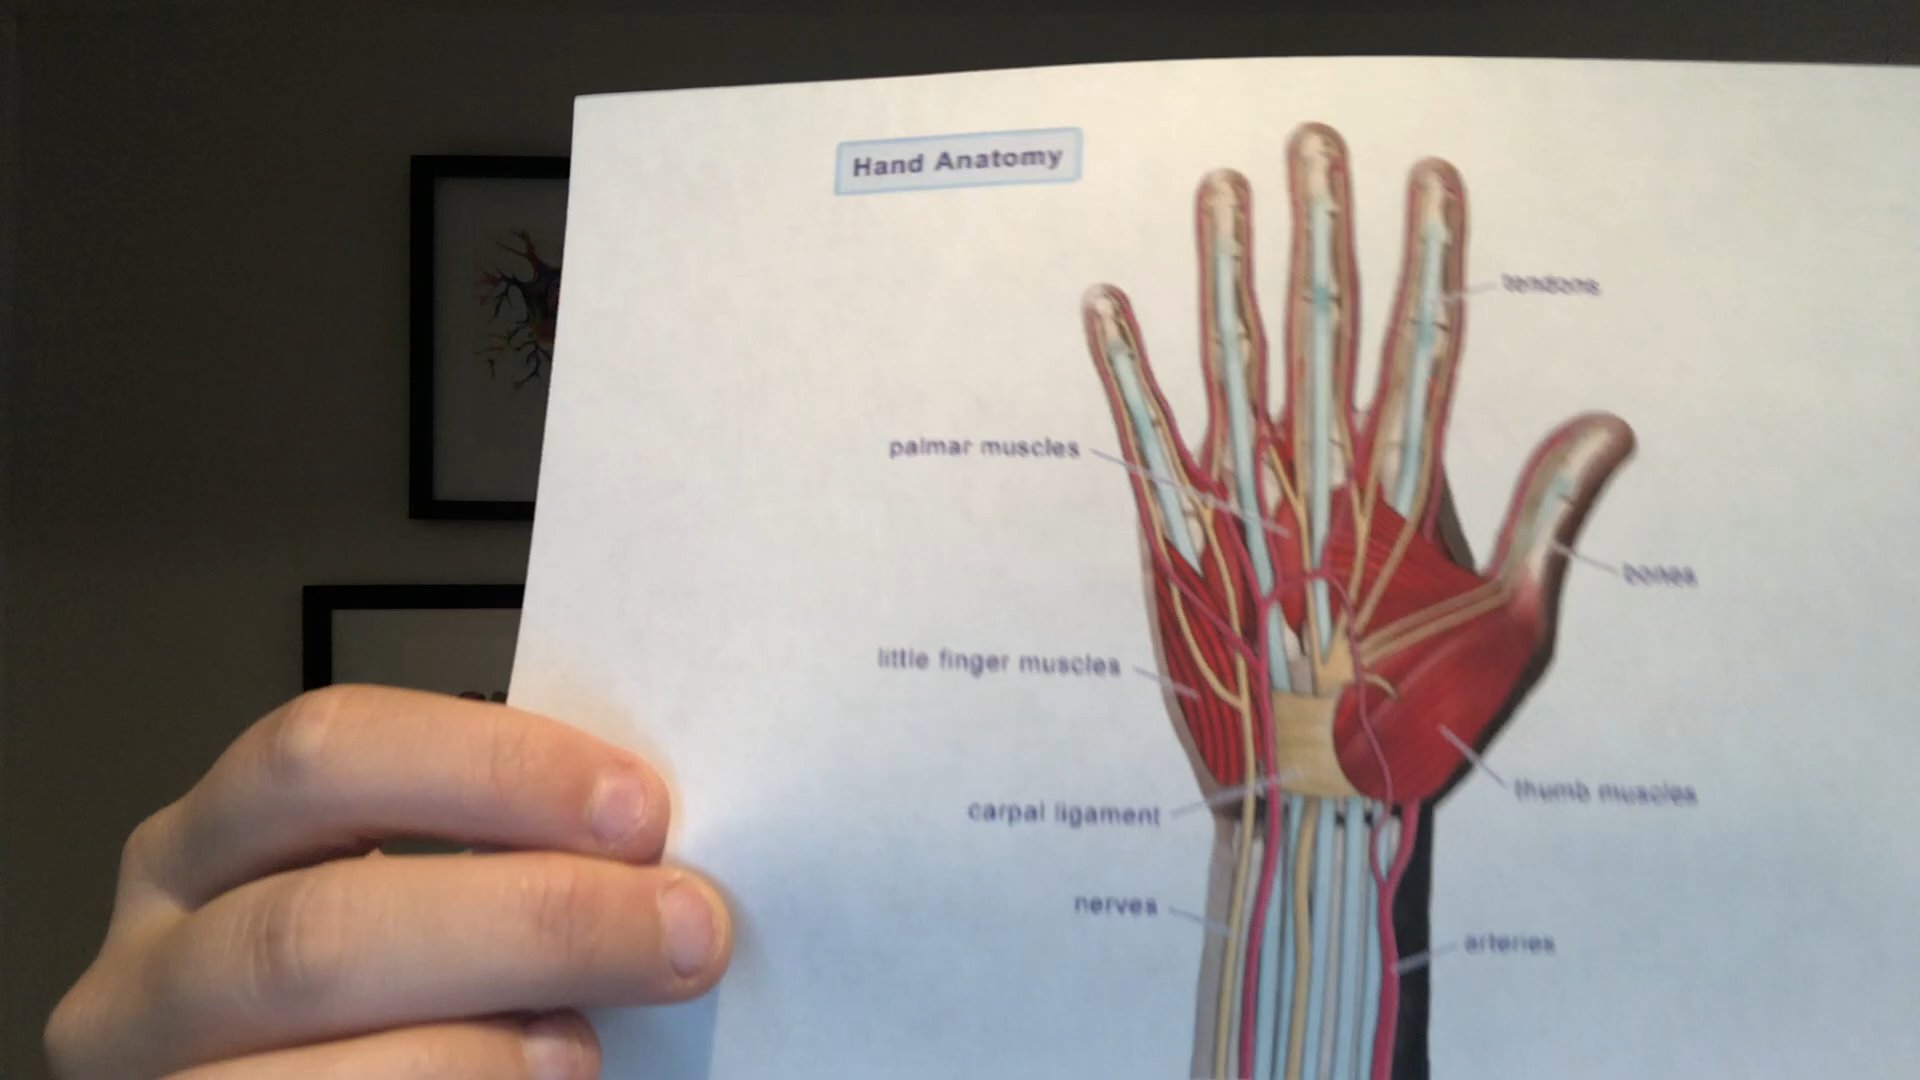 Hand Anatomy
tendons
palmar muscles
bones
little finger muscles
thumb muscles
carpal ligament
nerves
arteries